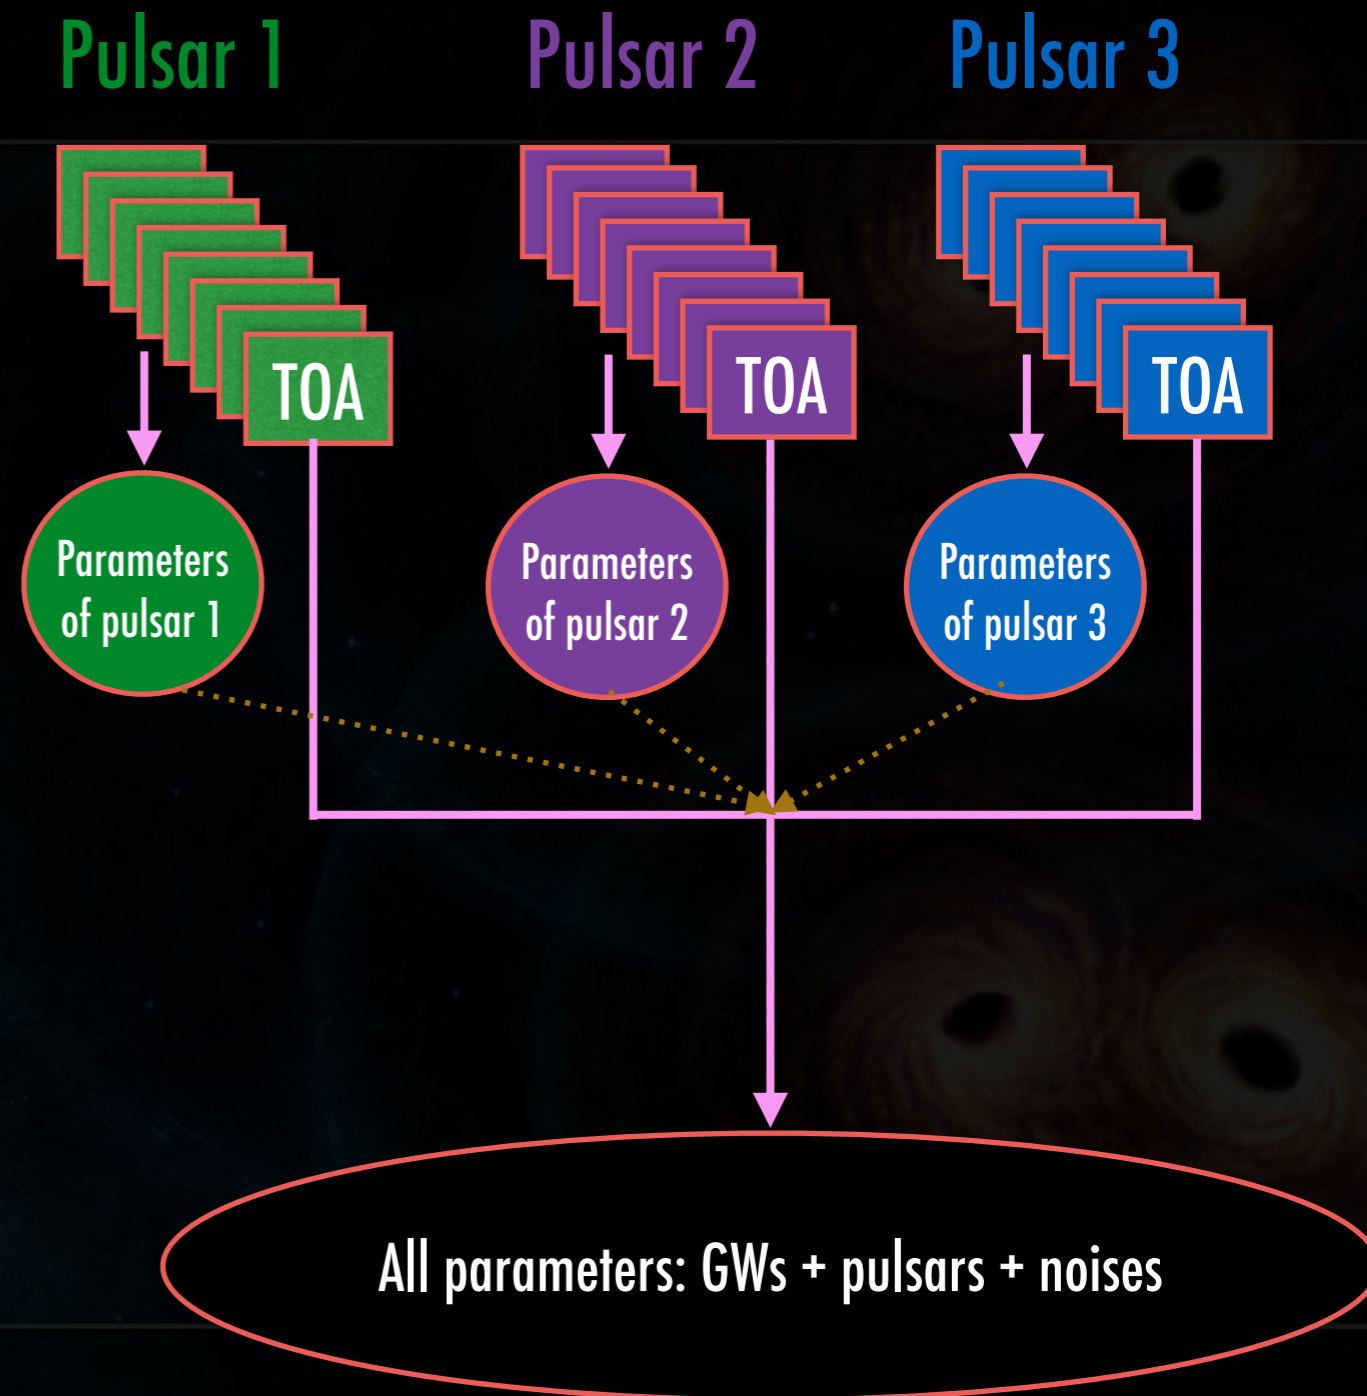 Pulsar 1
Pulsar 2
Pulsar 3
TOA
TOA
TOA
Parameters
of pulsar 1
Parameters
of pulsar 2
Parameters
of pulsar 3
All parameters: GWs + pulsars + noises